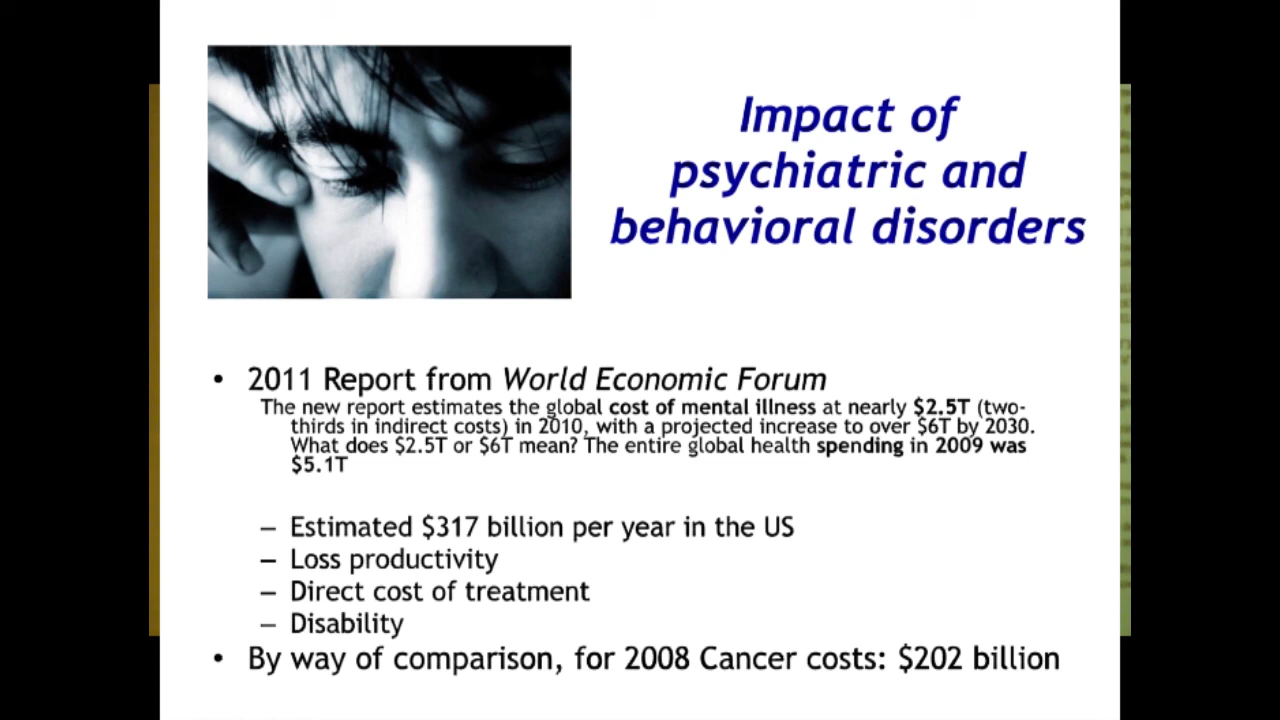 Impact of
psychiatric and
behavioral disorders
• 2011 Report from World Economic Forum
The new report estimates the global cost of mental illness at nearly $2.5T (two-
thirds in indirect costs) in 2010, with a projected increase to over $6T by 2030.
What does $2.5T or $6T mean? The entire global health spending in 2009 was
$5.1T
– Estimated $317 billion per year in the US
– Loss productivity
– Direct cost of treatment
– Disability
• By way of comparison, for 2008 Cancer costs: $202 billion